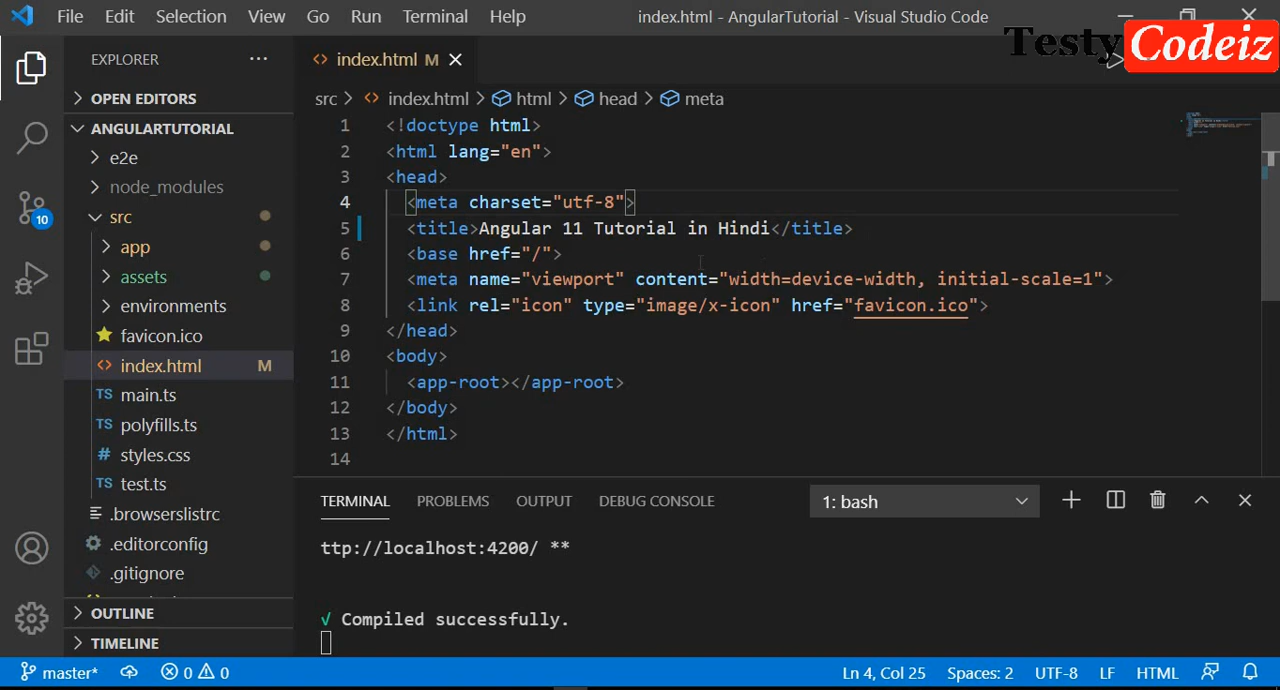 File Edit Selection View Go Run Terminal Help index.html - AngularTutorial - Visual Studio Code
Testy Codeiz
EXPLORER
OPEN EDITORS
ANGULARTUTORIAL
e2e
node_modules
src
app
assets
environments
favicon.ico
index.html M
main.ts
polyfills.ts
styles.css
test.ts
.browserslistrc
.editorconfig
.gitignore
OUTLINE
TIMELINE
10
index.html M
src > index.html > html > head > meta
1 <!doctype html>
2 <html lang="en">
3 <head>
4 <meta charset="utf-8">
5 <title>Angular 11 Tutorial in Hindi</title>
6 <base href="/">
7 <meta name="viewport" content="width=device-width, initial-scale=1">
8 <link rel="icon" type="image/x-icon" href="favicon.ico">
9 </head>
10 <body>
11 <app-root></app-root>
12 </body>
13 </html>
14
TERMINAL PROBLEMS OUTPUT DEBUG CONSOLE 1: bash
ttp://localhost:4200/ **
√ Compiled successfully.
master* 0 0 Ln 4, Col 25 Spaces: 2 UTF-8 LF HTML